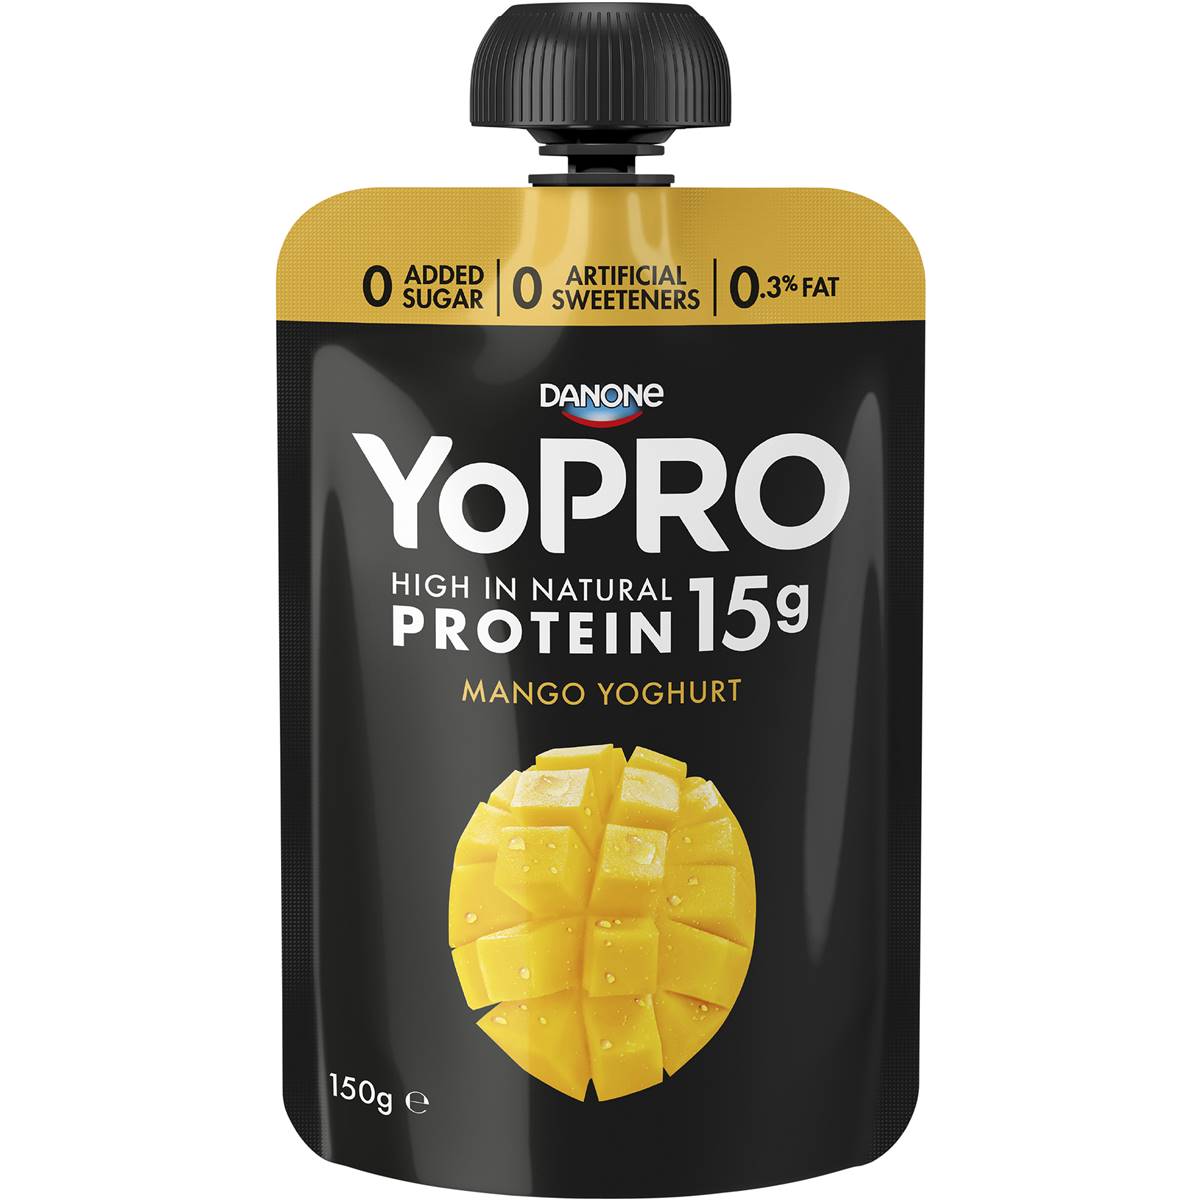 0 ADDED SUGAR | 0 ARTIFICIAL SWEETENERS | 0.3% FAT
DANONE
YoPRO
HIGH IN NATURAL
PROTEIN 15g
MANGO YOGHURT
150g ℮